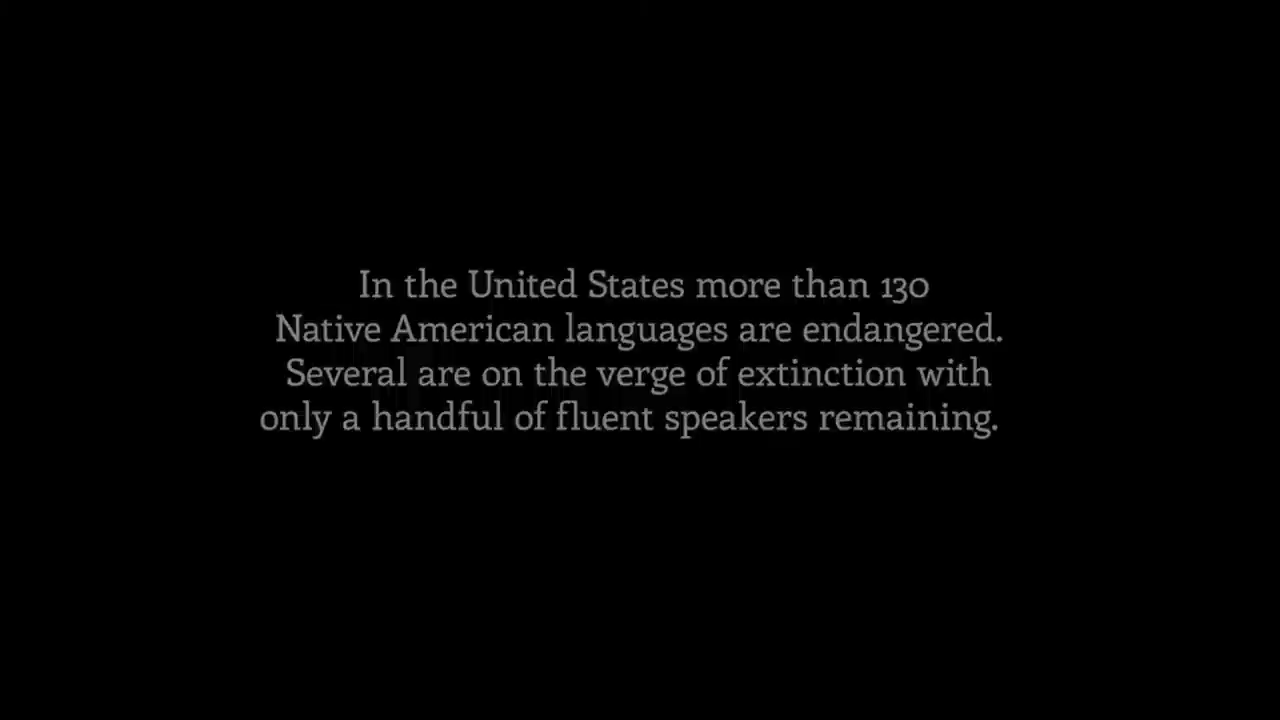 In the United States more than 130
Native American languages are endangered.
Several are on the verge of extinction with
only a handful of fluent speakers remaining.